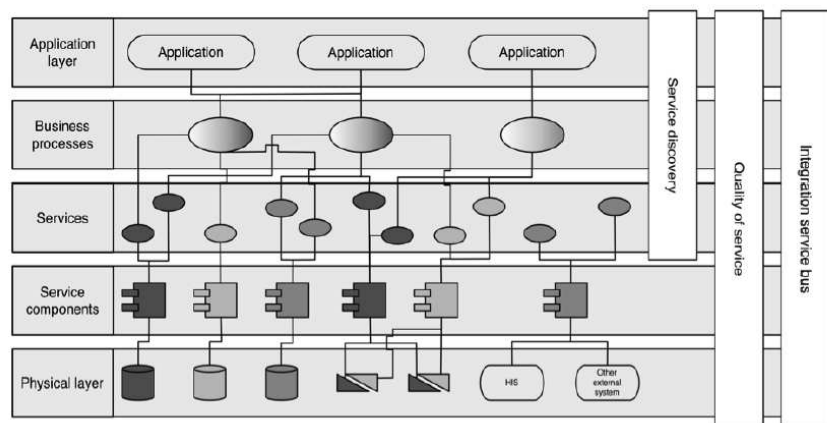 Application
layer
Application
Application
Application
Business
processes
Services
Service
components
Physical layer
HIS
Other
external
system
Service discovery
Quality of service
Integration service bus